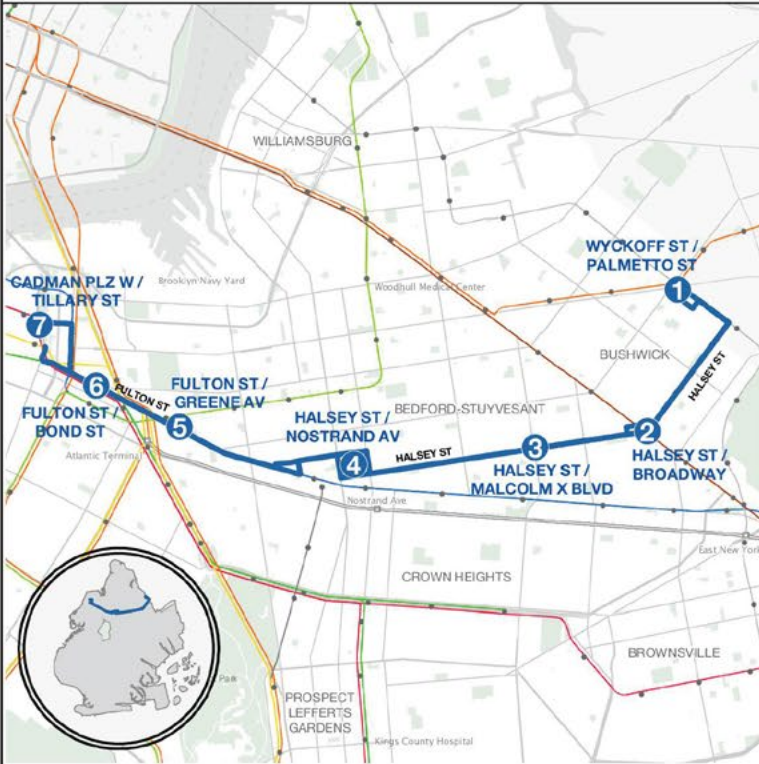 WILLIAMSBURG
WYCKOFF ST /
PALMETTO ST
1
CADMAN PLZ W /
TILLARY ST
Brooklyn Navy Yard
Woodhull Medical Center
7
BUSHWICK
HALSEY ST
6
FULTON ST
FULTON ST /
GREENE AV
BEDFORD-STUYVESANT
FULTON ST /
BOND ST
5
HALSEY ST /
NOSTRAND AV
2
HALSEY ST /
BROADWAY
Atlantic Terminal
4
HALSEY ST
3
HALSEY ST /
MALCOLM X BLVD
Nostrand Ave
East New York
CROWN HEIGHTS
BROWNSVILLE
Park
PROSPECT
LEFFERTS
GARDENS
Kings County Hospital